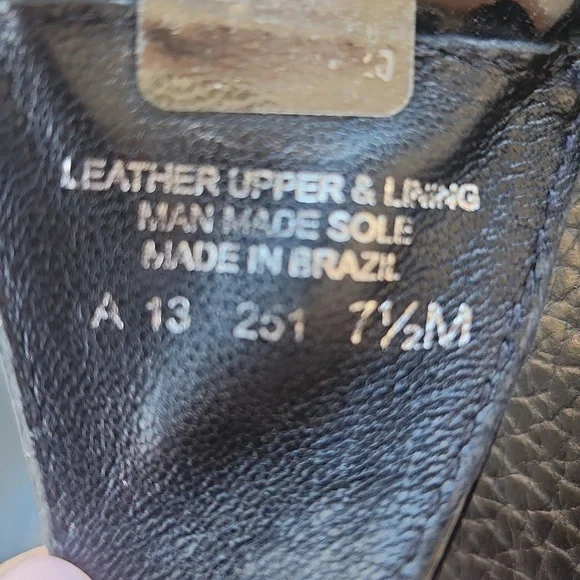 LEATHER UPPER & LINING
MAN MADE SOLE
MADE IN BRAZIL
A 13 251 7½M